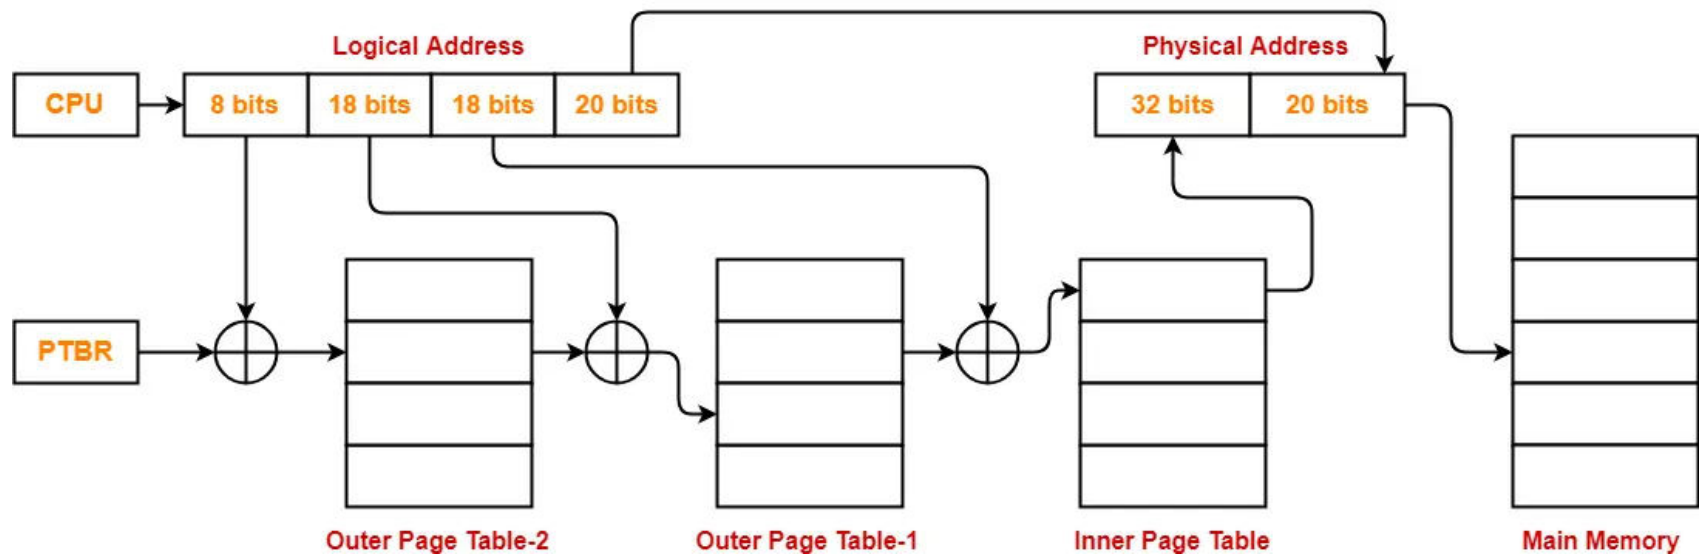 Logical Address
Physical Address
CPU
8 bits
18 bits
18 bits
20 bits
32 bits
20 bits
PTBR
Outer Page Table-2
Outer Page Table-1
Inner Page Table
Main Memory